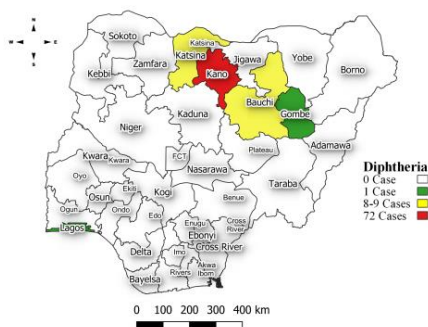 N
W E
S
Sokoto
Katsina
Katsina
Zamfara
Kebbi
Kano
Jigawa
Yobe
Borno
Bauchi
Gombe
Kaduna
Niger
Adamawa
Plateau
FCT
Nasarawa
Taraba
Kwara
Kwara
Oyo
Ekiti
Kogi
Osun
Benue
Ogun
Ondo
Edo
Lagos
Enugu
Cross
River
Ebonyi
Cross River
Delta
Imo
Akwa
Ibom
Rivers
Bayelsa
Diphtheria
0 Case
1 Case
8-9 Cases
72 Cases
0 100 200 300 400 km